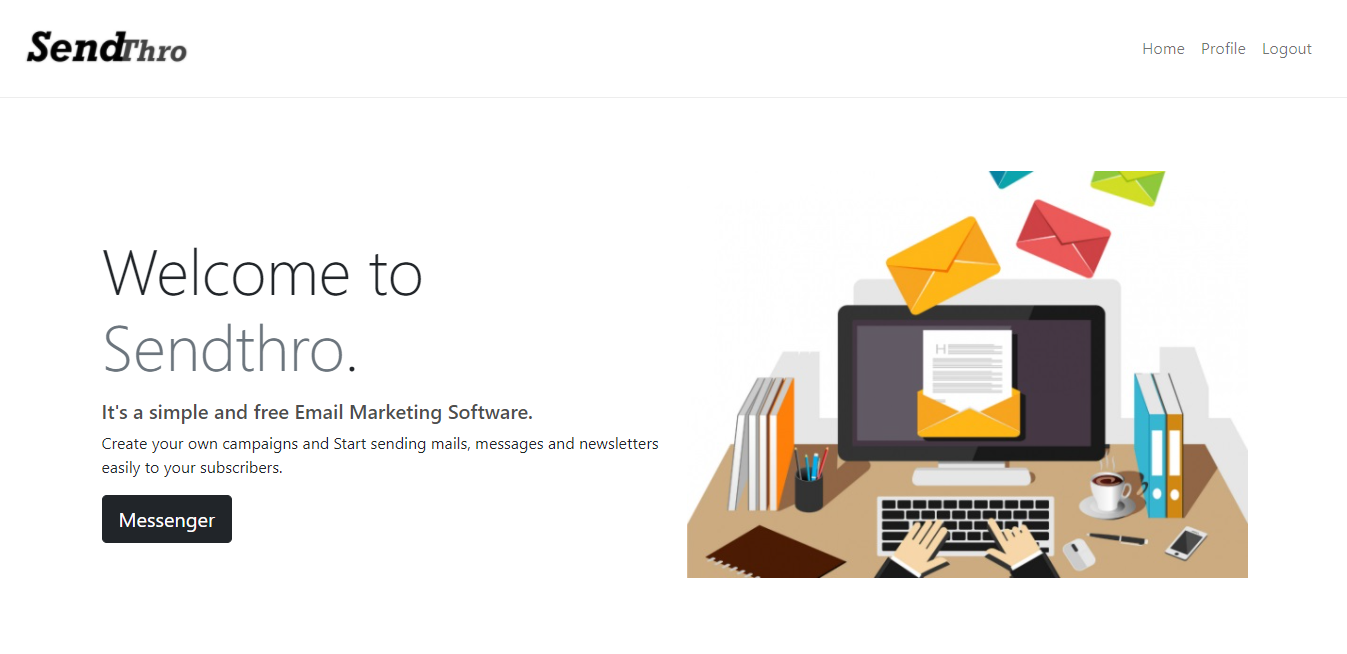 SendThro
Home Profile Logout
Welcome to
Sendthro.
It's a simple and free Email Marketing Software.
Create your own campaigns and Start sending mails, messages and newsletters
easily to your subscribers.
Messenger
H